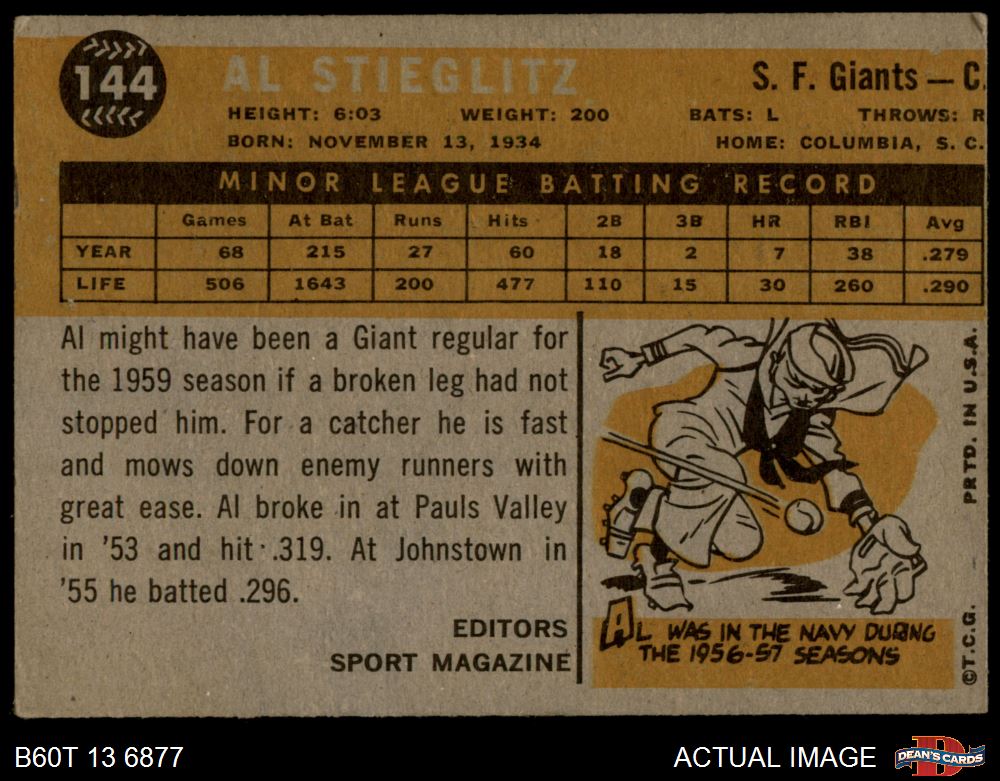 144
AL STIEGLITZ
S. F. Giants — C.
HEIGHT: 6:03 WEIGHT: 200 BATS: L THROWS: R
BORN: NOVEMBER 13, 1934 HOME: COLUMBIA, S. C.
MINOR LEAGUE BATTING RECORD
Games At Bat Runs Hits 2B 3B HR RBI Avg
YEAR 68 215 27 60 18 2 7 38 .279
LIFE 506 1643 200 477 110 15 30 260 .290
Al might have been a Giant regular for
the 1959 season if a broken leg had not
stopped him. For a catcher he is fast
and mows down enemy runners with
great ease. Al broke in at Pauls Valley
in '53 and hit .319. At Johnstown in
'55 he batted .296.
EDITORS
SPORT MAGAZINE
AL WAS IN THE NAVY DURING
THE 1956-57 SEASONS
©T.C.G. PRTD. IN U.S.A.
B60T 13 6877
ACTUAL IMAGE
D
DEAN'S CARDS